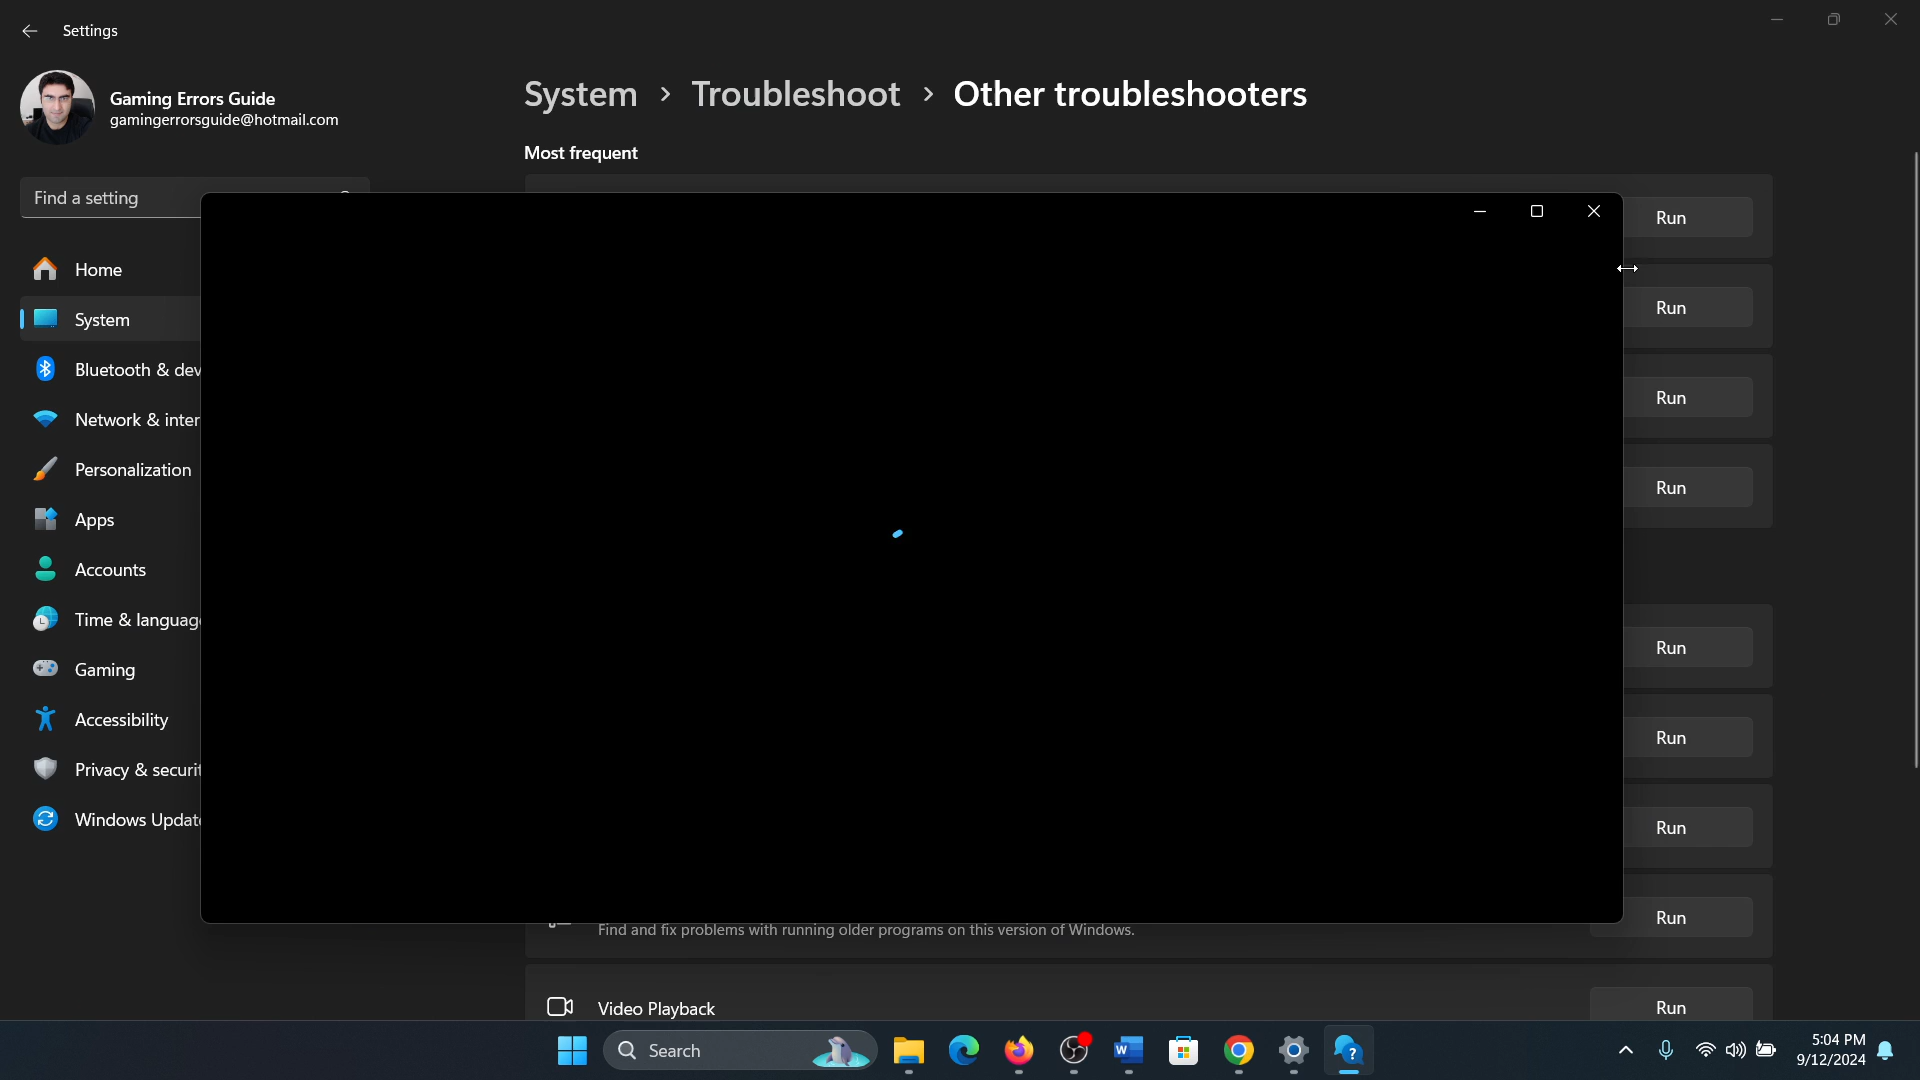 Settings
Gaming Errors Guide
gamingerrorsguide@hotmail.com
System > Troubleshoot > Other troubleshooters
Most frequent
Find a setting
Run
Home
Run
System
Bluetooth & dev
Run
Network & inter
Personalization
Run
Apps
Accounts
Time & languag
Run
Gaming
Accessibility
Run
Privacy & securit
Windows Updat
Run
Run
Find and fix problems with running older programs on this version of Windows.
Video Playback
Run
Search
5:04 PM
9/12/2024